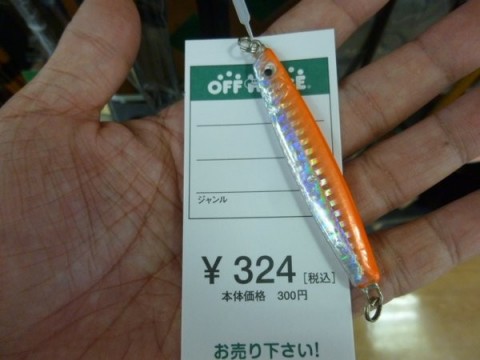 OFF
ジャンル
¥ 324 [税込]
本体価格 300円
お売り下さい!